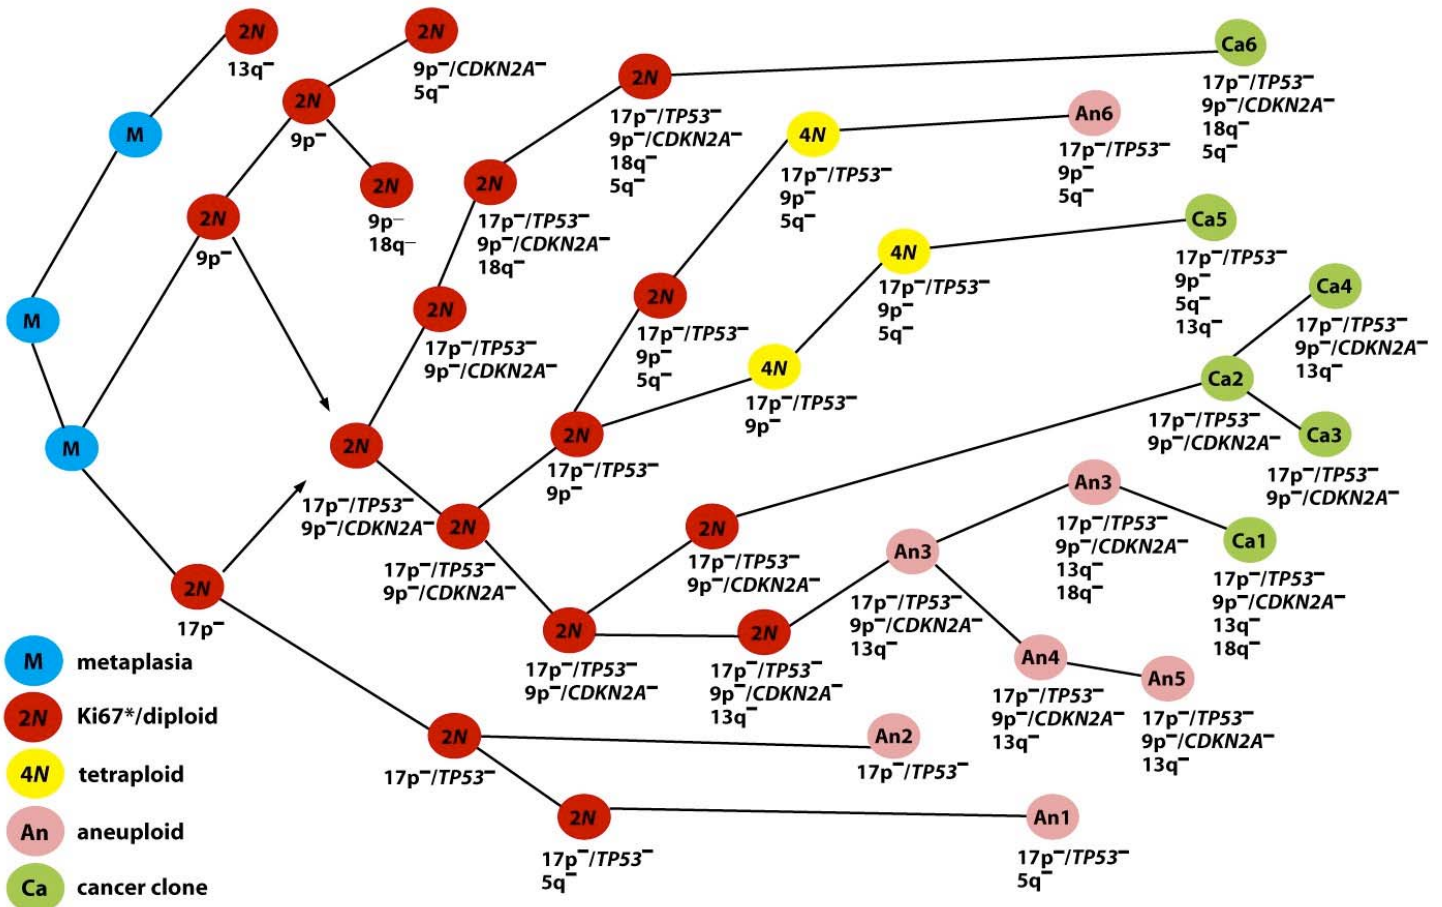 2N
13q–
2N
9p–/CDKN2A–
5q–
Ca6
17p–/TP53–
9p–/CDKN2A–
18q–
5q–
2N
17p–/TP53–
9p–/CDKN2A–
18q–
5q–
2N
9p–
An6
17p–/TP53–
9p–
5q–
M
4N
17p–/TP53–
9p–
5q–
2N
9p–
18q–
2N
17p–/TP53–
9p–/CDKN2A–
18q–
2N
9p–
Ca5
17p–/TP53–
9p–
5q–
13q–
4N
17p–/TP53–
9p–
5q–
Ca4
17p–/TP53–
9p–/CDKN2A–
13q–
2N
17p–/TP53–
9p–
5q–
2N
17p–/TP53–
9p–/CDKN2A–
M
4N
17p–/TP53–
9p–
Ca2
17p–/TP53–
9p–/CDKN2A–
Ca3
17p–/TP53–
9p–/CDKN2A–
2N
17p–/TP53–
9p–
M
2N
17p–/TP53–
9p–/CDKN2A–
An3
17p–/TP53–
9p–/CDKN2A–
13q–
18q–
2N
17p–/TP53–
9p–/CDKN2A–
2N
17p–/TP53–
9p–/CDKN2A–
Ca1
17p–/TP53–
9p–/CDKN2A–
13q–
18q–
An3
17p–/TP53–
9p–/CDKN2A–
13q–
2N
17p–
2N
17p–/TP53–
9p–/CDKN2A–
2N
17p–/TP53–
9p–/CDKN2A–
13q–
An4
17p–/TP53–
9p–/CDKN2A–
13q–
An5
17p–/TP53–
9p–/CDKN2A–
13q–
2N
17p–/TP53–
An2
17p–/TP53–
2N
17p–/TP53–
5q–
An1
17p–/TP53–
5q–
M metaplasia
2N Ki67*/diploid
4N tetraploid
An aneuploid
Ca cancer clone